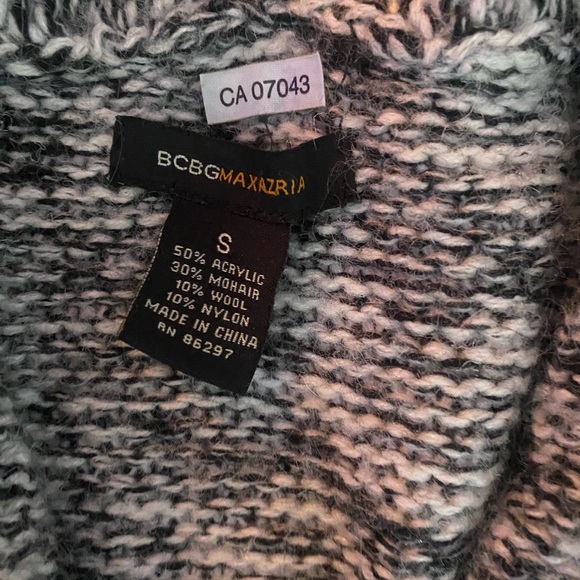 CA 07043
BCBGMAXAZRIA
S
50% ACRYLIC
30% MOHAIR
10% WOOL
10% NYLON
MADE IN CHINA
RN 86297